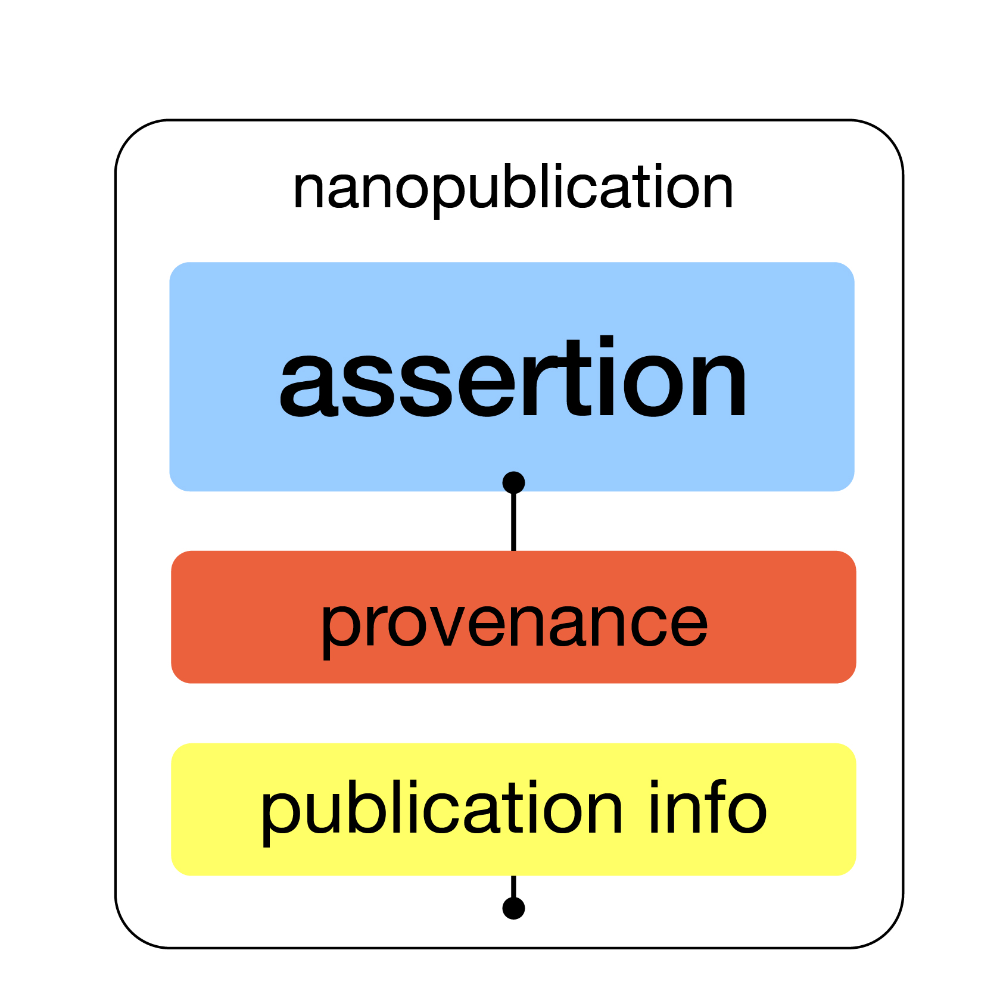 nanopublication
assertion
provenance
publication info